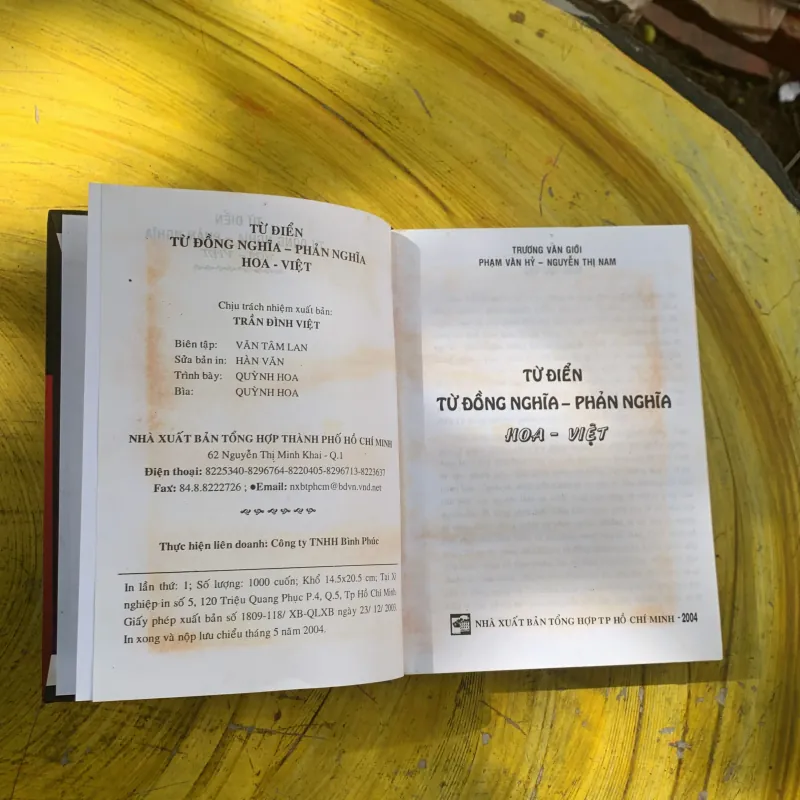 TỪ ĐIỂN
TỪ ĐỒNG NGHĨA – PHẢN NGHĨA
HOA - VIỆT
Chịu trách nhiệm xuất bản:
TRẦN ĐÌNH VIỆT
Biên tập: VĂN TÂM LAN
Sửa bản in: HÀN VĂN
Trình bày: QUỲNH HOA
Bìa: QUỲNH HOA
NHÀ XUẤT BẢN TỔNG HỢP THÀNH PHỐ HỒ CHÍ MINH
62 Nguyễn Thị Minh Khai - Q.1
Điện thoại: 8225340-8296764-8220405-8296713-8223637
Fax: 84.8.8222726 ; ●Email: nxbtphcm@bdvn.vnd.net
Thực hiện liên doanh: Công ty TNHH Bình Phúc
In lần thứ: 1; Số lượng: 1000 cuốn; Khổ 14.5x20.5 cm; Tại Xí
nghiệp in số 5, 120 Triệu Quang Phục P.4, Q.5, Tp Hồ Chí Minh.
Giấy phép xuất bản số 1809-118/ XB-QLXB ngày 23/ 12/ 2003
In xong và nộp lưu chiểu tháng 5 năm 2004.
TRƯƠNG VĂN GIỚI
PHẠM VĂN HỶ – NGUYỄN THỊ NAM
TỪ ĐIỂN
TỪ ĐỒNG NGHĨA – PHẢN NGHĨA
HOA - VIỆT
NHÀ XUẤT BẢN TỔNG HỢP TP HỒ CHÍ MINH - 2004